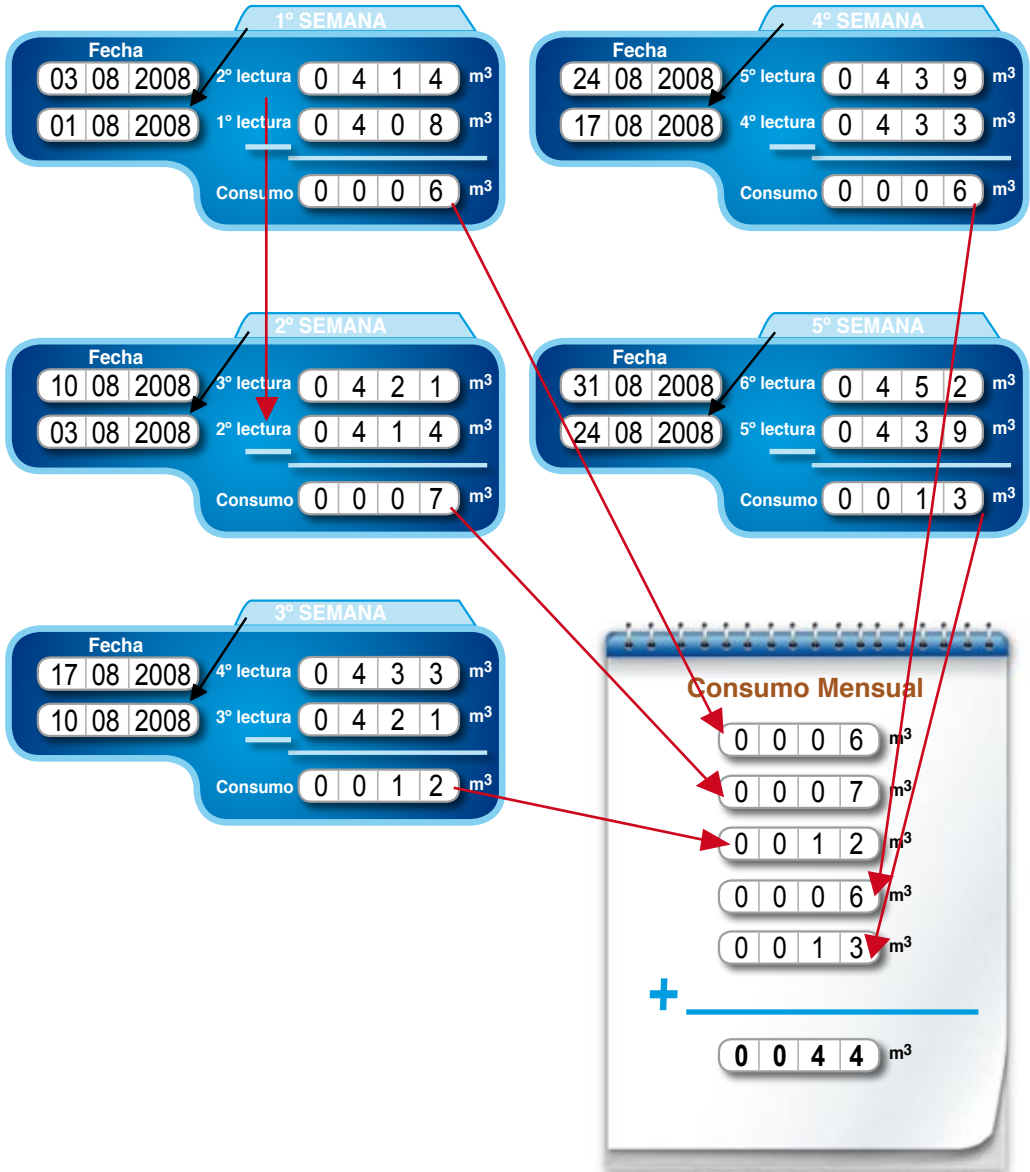 1º SEMANA
Fecha
03 08 2008 2º lectura 0 4 1 4 m³
01 08 2008 1º lectura 0 4 0 8 m³
Consumo 0 0 0 6 m³
2º SEMANA
Fecha
10 08 2008 3º lectura 0 4 2 1 m³
03 08 2008 2º lectura 0 4 1 4 m³
Consumo 0 0 0 7 m³
3º SEMANA
Fecha
17 08 2008 4º lectura 0 4 3 3 m³
10 08 2008 3º lectura 0 4 2 1 m³
Consumo 0 0 1 2 m³
4º SEMANA
Fecha
24 08 2008 5º lectura 0 4 3 9 m³
17 08 2008 4º lectura 0 4 3 3 m³
Consumo 0 0 0 6 m³
5º SEMANA
Fecha
31 08 2008 6º lectura 0 4 5 2 m³
24 08 2008 5º lectura 0 4 3 9 m³
Consumo 0 0 1 3 m³
Consumo Mensual
0 0 0 6 m³
0 0 0 7 m³
0 0 1 2 m³
0 0 0 6 m³
0 0 1 3 m³
+
0 0 4 4 m³